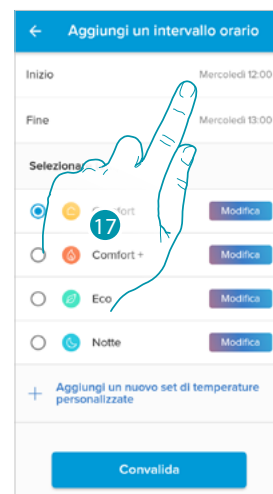 Aggiungi un intervallo orario
Inizio Mercoledì 12:00
Fine Mercoledì 13:00
Selezionar
Comfort Modifica
17
Comfort + Modifica
Eco Modifica
Notte Modifica
+ Aggiungi un nuovo set di temperature
personalizzate
Convalida